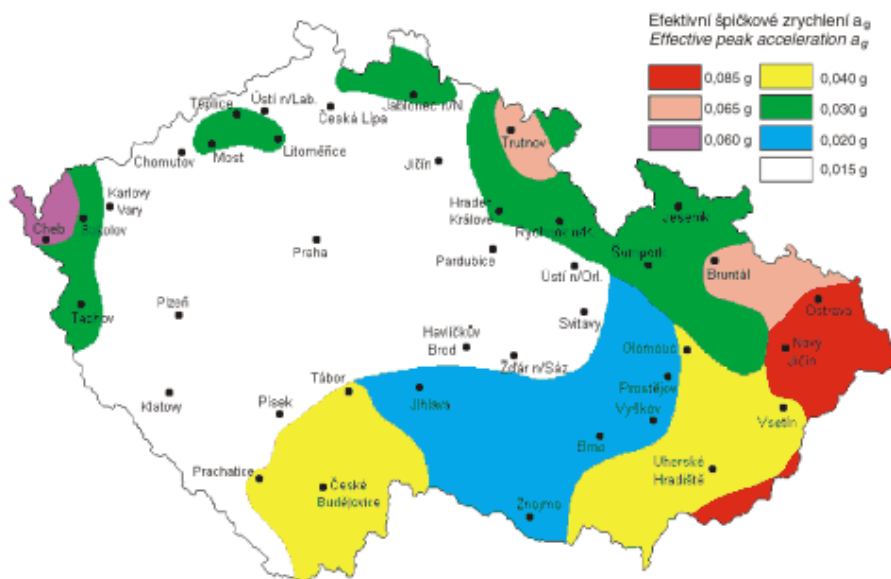 Efektivní špičkové zrychlení ag
Effective peak acceleration ag
0,085 g
0,040 g
0,065 g
0,030 g
0,060 g
0,020 g
0,015 g
Teplice
Ústí n/Lab.
Česká Lípa
Jablonec n/N
Chomutov
Most
Litoměřice
Jičín
Trutnov
Karlovy
Vary
Cheb
Sokolov
Hradec
Králové
Rychnov n/K
Jeseník
Praha
Pardubice
Ústí n/Orl.
Šumperk
Bruntál
Tachov
Plzeň
Svitavy
Ostrava
Havlíčkův
Brod
Žďár n/Sáz
Olomouc
Nový
Jičín
Klatovy
Písek
Tábor
Jihlava
Prostějov
Vyškov
Vsetín
Brno
Prachatice
České
Budějovice
Uherské
Hradiště
Znojmo